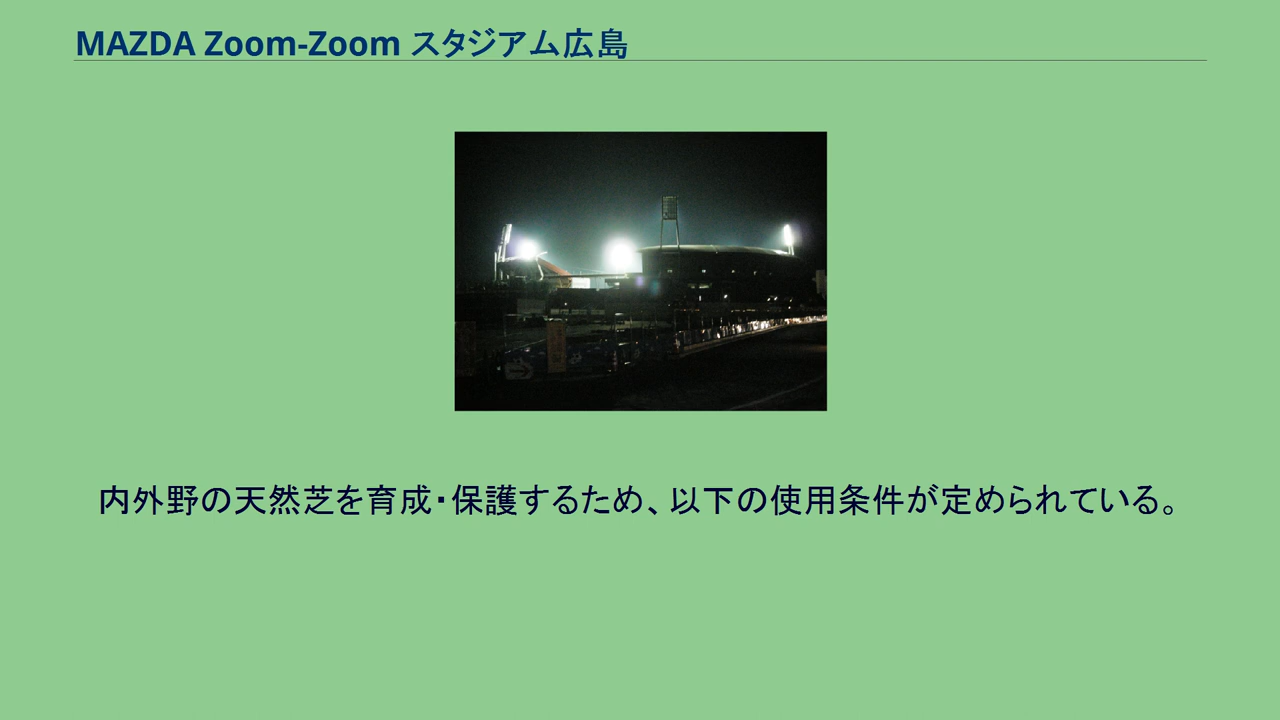 MAZDA Zoom-Zoom スタジアム広島
内外野の天然芝を育成・保護するため、以下の使用条件が定められている。